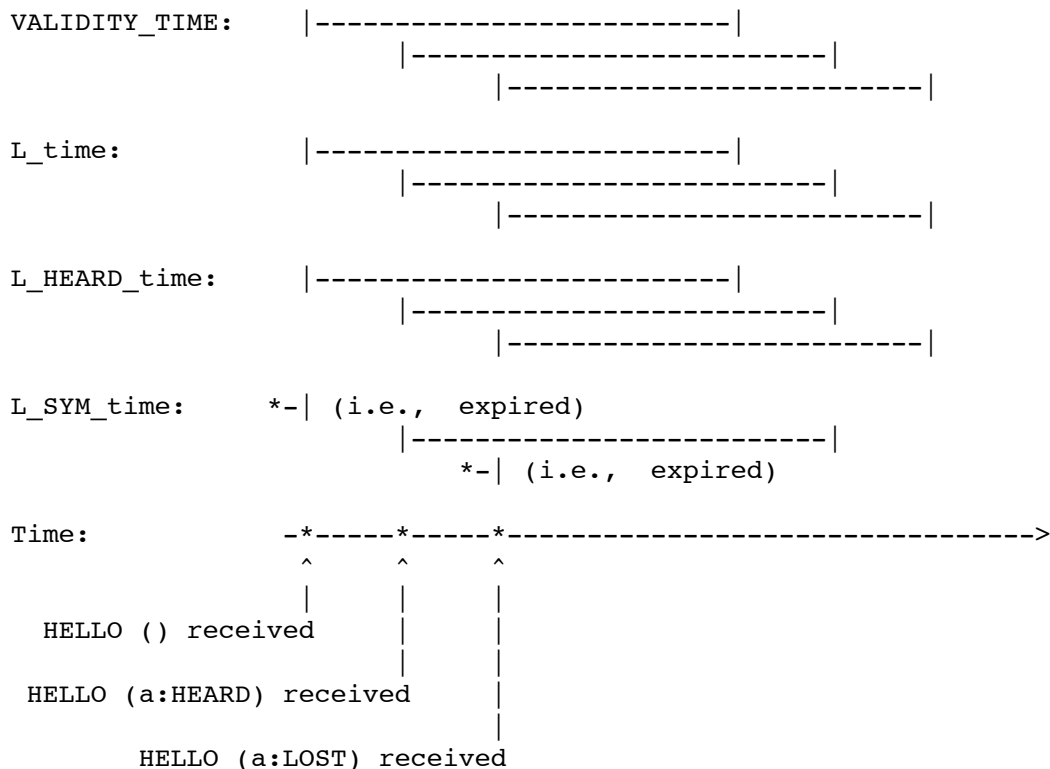 VALIDITY_TIME:     |--------------------------|
                         |--------------------------|
                               |--------------------------|
L_time:            |--------------------------|
                         |--------------------------|
                               |--------------------------|
L_HEARD_time:      |--------------------------|
                         |--------------------------|
                               |--------------------------|
L_SYM_time:     *-| (i.e.,  expired)
                         |--------------------------|
                             *-| (i.e.,  expired)
Time:            -*-----*-----*--------------------------------->
                  ^     ^     ^
                  |     |     |
  HELLO () received     |     |
                        |     |
 HELLO (a:HEARD) received     |
                              |
        HELLO (a:LOST) received